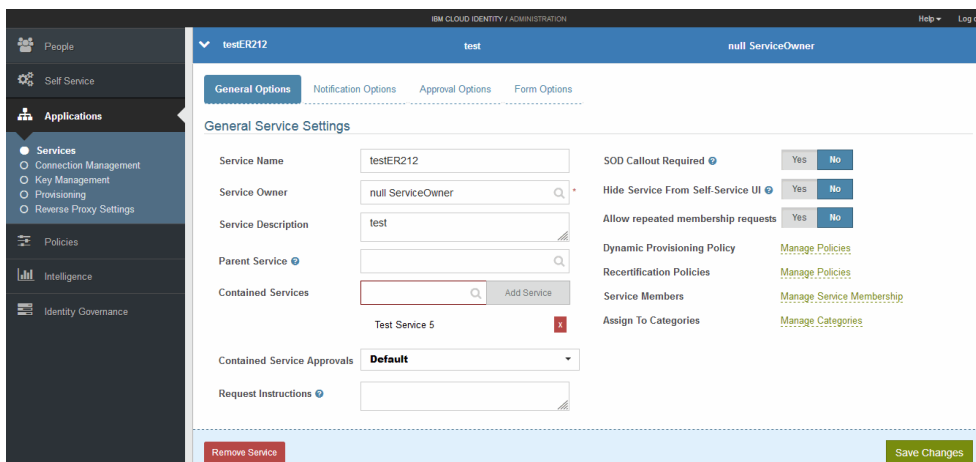 IBM CLOUD IDENTITY / ADMINISTRATION
Help
Log
People
Self Service
Applications
Services
Connection Management
Key Management
Provisioning
Reverse Proxy Settings
Policies
Intelligence
Identity Governance
testER212 test null ServiceOwner
General Options Notification Options Approval Options Form Options
General Service Settings
Service Name testER212
Service Owner null ServiceOwner *
Service Description test
Parent Service ?
Contained Services Add Service
Test Service 5 x
Contained Service Approvals Default
Request Instructions ?
SOD Callout Required ? Yes No
Hide Service From Self-Service UI ? Yes No
Allow repeated membership requests Yes No
Dynamic Provisioning Policy Manage Policies
Recertification Policies Manage Policies
Service Members Manage Service Membership
Assign To Categories Manage Categories
Remove Service
Save Changes